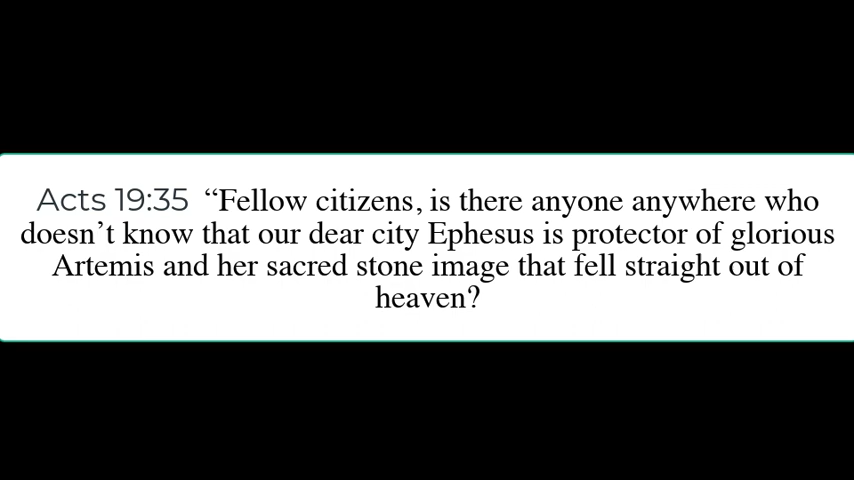 Acts 19:35 “Fellow citizens, is there anyone anywhere who
doesn’t know that our dear city Ephesus is protector of glorious
Artemis and her sacred stone image that fell straight out of
heaven?